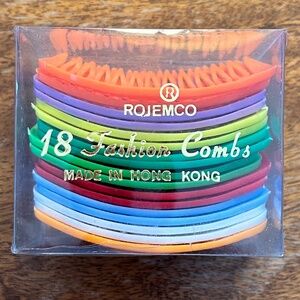 R
ROJEMCO
18 Fashion Combs
MADE IN HONG KONG